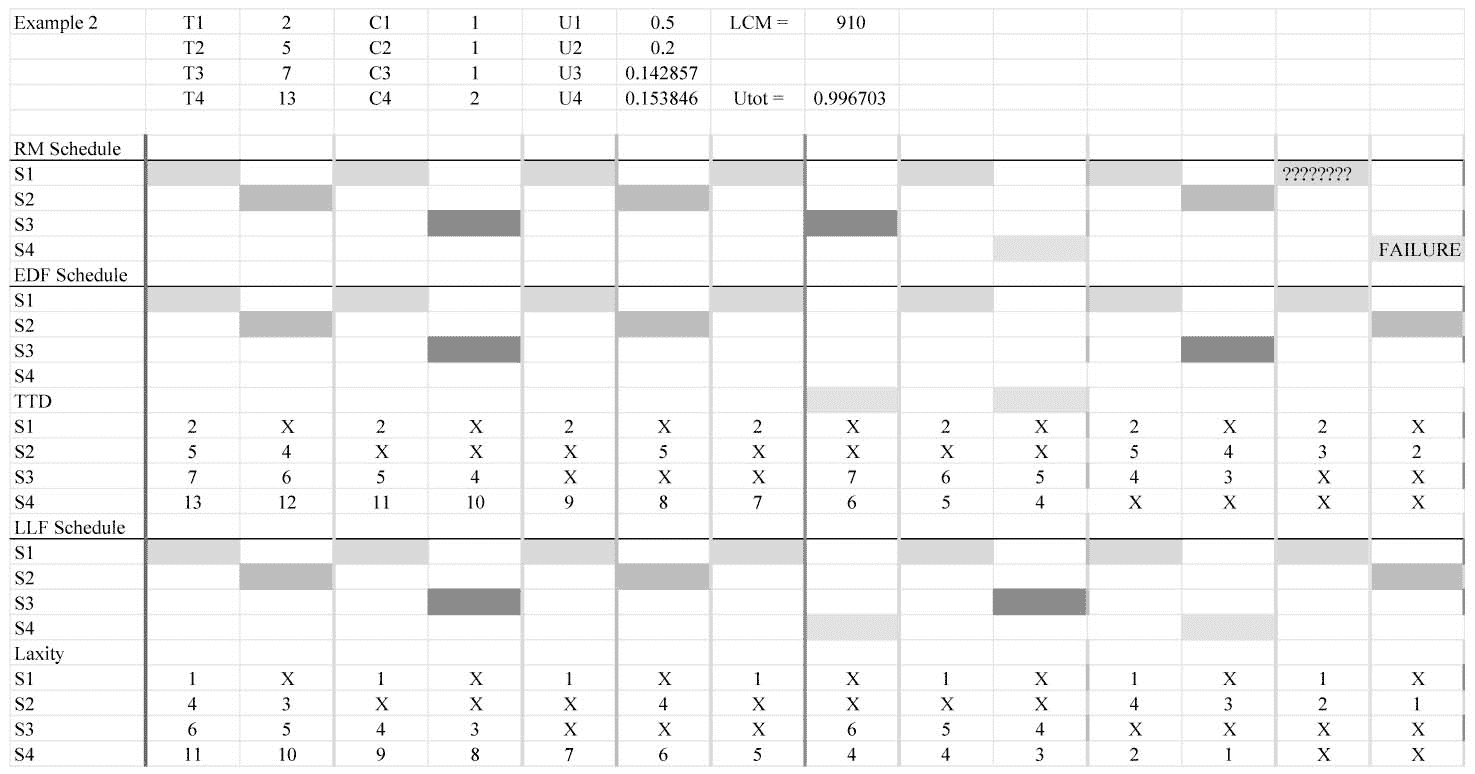 Example 2 T1 2 C1 1 U1 0.5 LCM = 910
T2 5 C2 1 U2 0.2
T3 7 C3 1 U3 0.142857
T4 13 C4 2 U4 0.153846 Utot = 0.996703
RM Schedule
S1 ????????
S2
S3
S4 FAILURE
EDF Schedule
S1
S2
S3
S4
TTD
S1 2 X 2 X 2 X 2 X 2 X 2 X 2 X
S2 5 4 X X X 5 X X X X 5 4 3 2
S3 7 6 5 4 X X X 7 6 5 4 3 X X
S4 13 12 11 10 9 8 7 6 5 4 X X X X
LLF Schedule
S1
S2
S3
S4
Laxity
S1 1 X 1 X 1 X 1 X 1 X 1 X 1 X
S2 4 3 X X X 4 X X X X 4 3 2 1
S3 6 5 4 3 X X X 6 5 4 X X X X
S4 11 10 9 8 7 6 5 4 4 3 2 1 X X